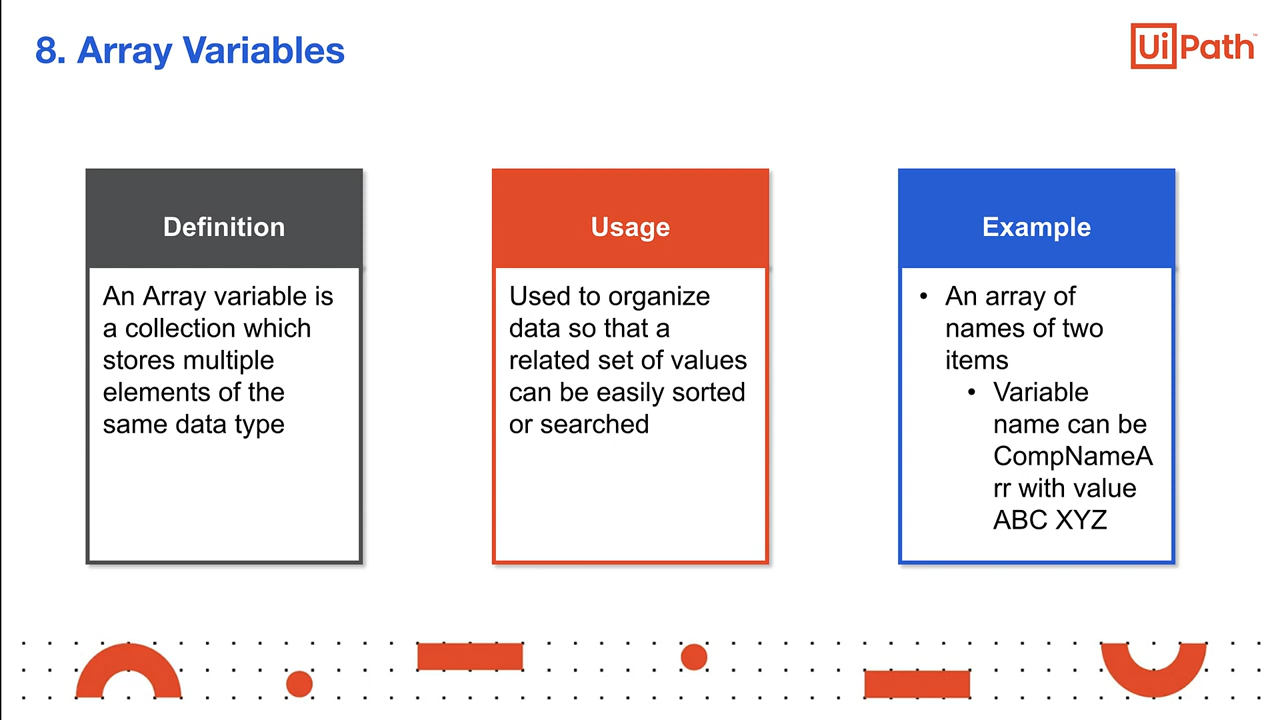 8. Array Variables
UiPath™
Definition
An Array variable is
a collection which
stores multiple
elements of the
same data type
Usage
Used to organize
data so that a
related set of values
can be easily sorted
or searched
Example
• An array of
names of two
items
• Variable
name can be
CompNameA
rr with value
ABC XYZ